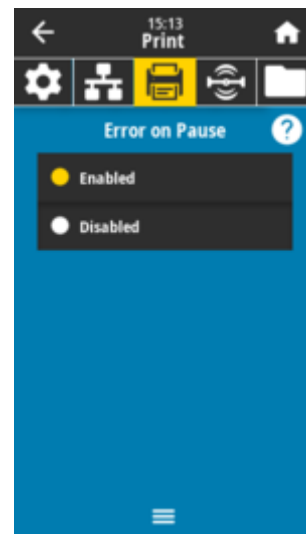 15:13
Print
Error on Pause
?
Enabled
Disabled